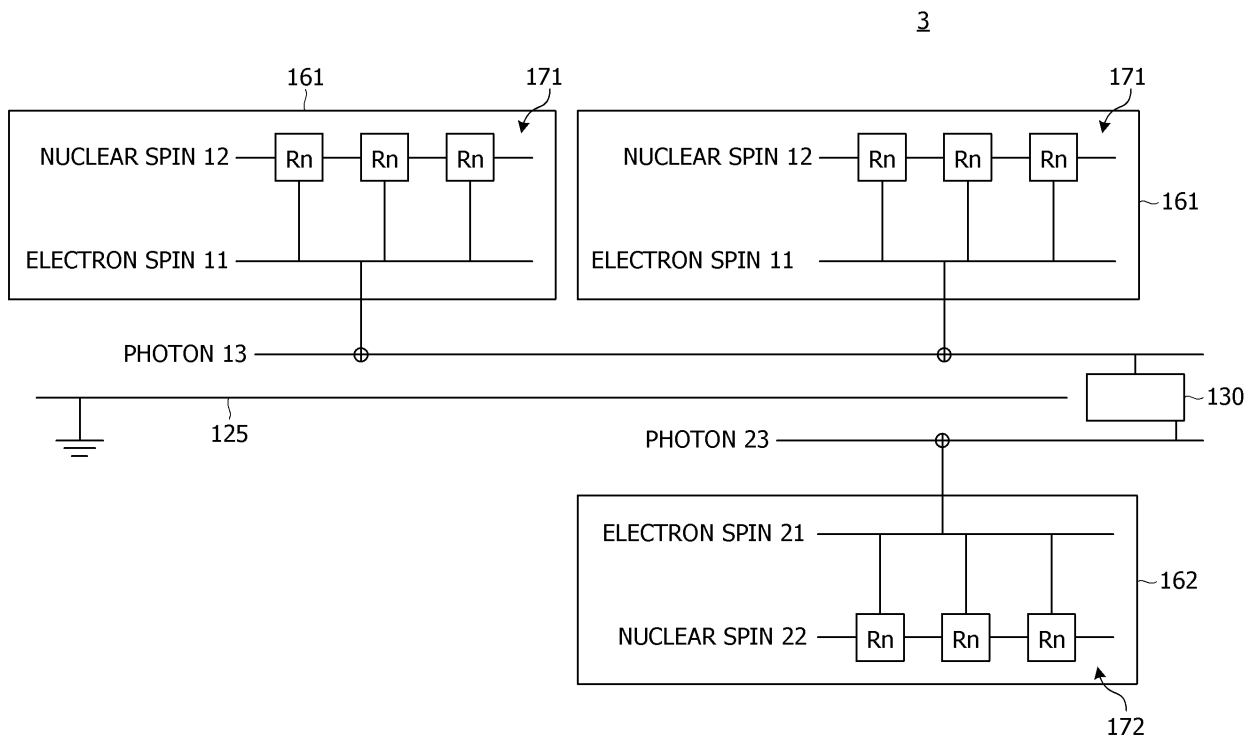 3
161
171
171
NUCLEAR SPIN 12 Rn Rn Rn
NUCLEAR SPIN 12 Rn Rn Rn
161
ELECTRON SPIN 11
ELECTRON SPIN 11
PHOTON 13
130
125
PHOTON 23
ELECTRON SPIN 21
162
NUCLEAR SPIN 22 Rn Rn Rn
172